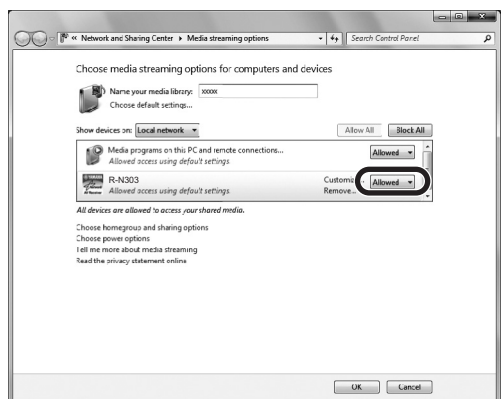 « Network and Sharing Center ▸ Media streaming options
Search Control Panel
Choose media streaming options for computers and devices
Name your media library: xxxxx
Choose default settings...
Show devices on: Local network
Allow All
Block All
Media programs on this PC and remote connections...
Allowed access using default settings
Allowed
YAMAHA
R-N303
Allowed access using default settings
Customize...
Remove...
Allowed
All devices are allowed to access your shared media.
Choose homegroup and sharing options
Choose power options
Tell me more about media streaming
Read the privacy statement online
OK
Cancel